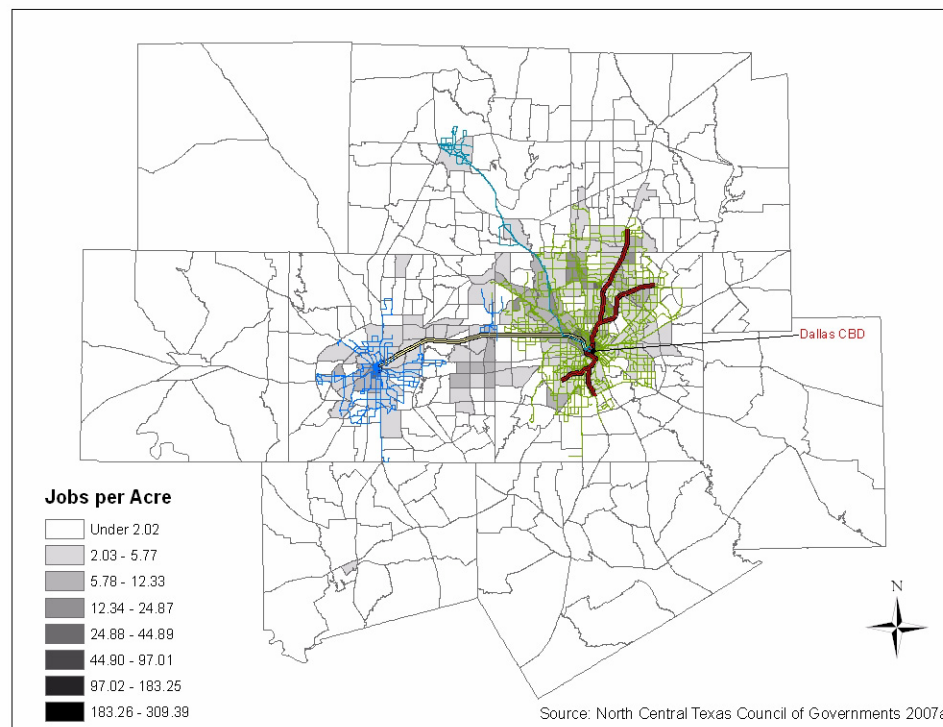 Dallas CBD
Jobs per Acre
Under 2.02
2.03 - 5.77
5.78 - 12.33
12.34 - 24.87
24.88 - 44.89
44.90 - 97.01
97.02 - 183.25
183.26 - 309.39
N
Source: North Central Texas Council of Governments 2007a